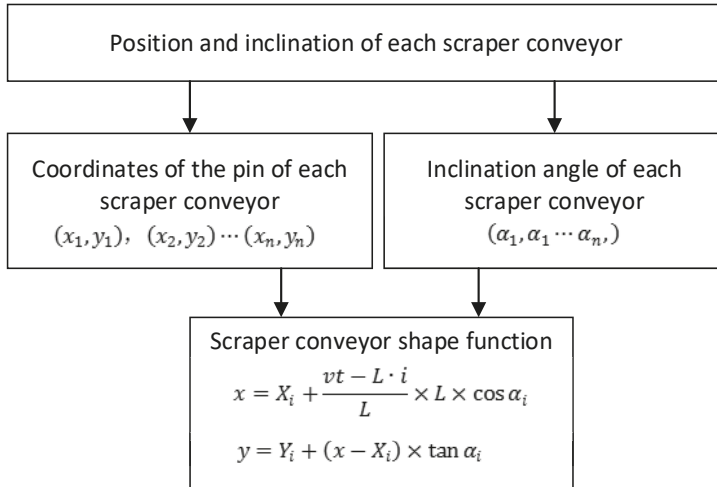 Position and inclination of each scraper conveyor
Coordinates of the pin of each
scraper conveyor
(x₁,y₁), (x₂,y₂)⋯(xₙ,yₙ)
Inclination angle of each
scraper conveyor
(α₁,α₁ ⋯ αₙ,)
Scraper conveyor shape function
x = Xᵢ + \frac{vt − L · i}{L} × L × cos αᵢ
y = Yᵢ + (x − Xᵢ) × tan αᵢ